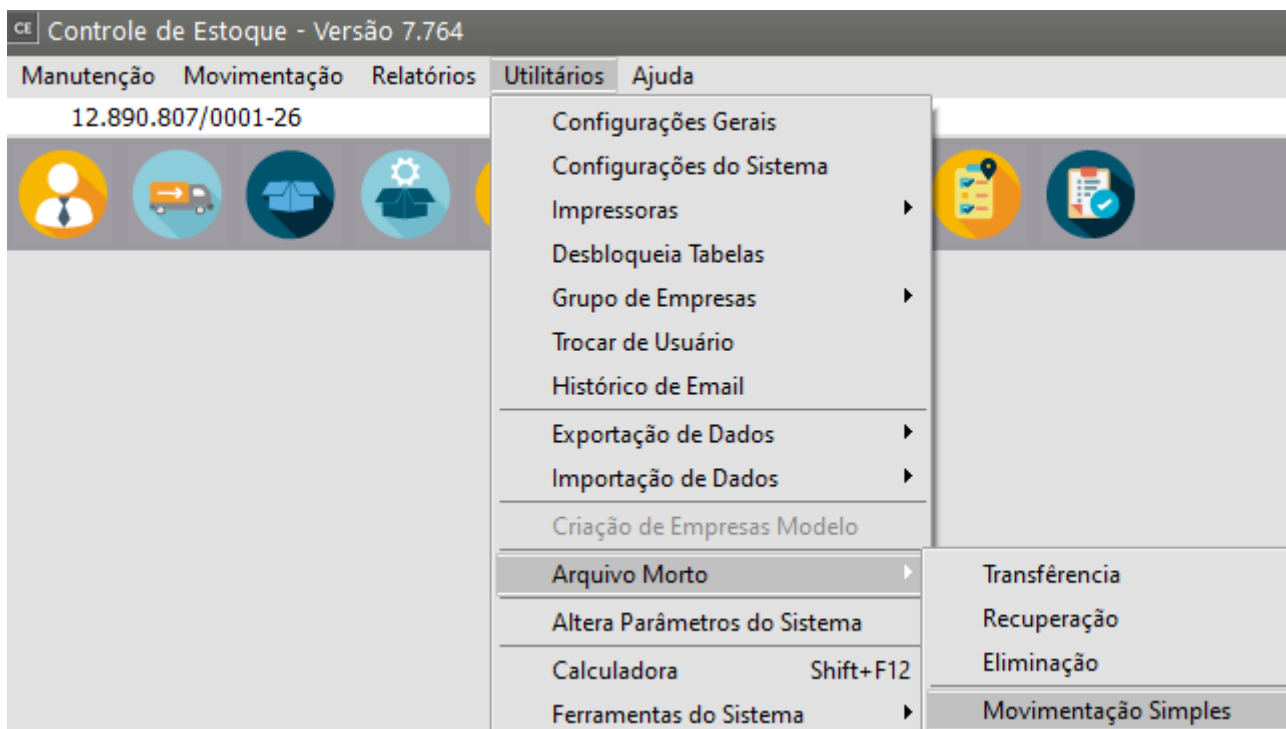 CE Controle de Estoque - Versão 7.764
Manutenção Movimentação Relatórios Utilitários Ajuda
12.890.807/0001-26
Configurações Gerais
Configurações do Sistema
Impressoras
Desbloqueia Tabelas
Grupo de Empresas
Trocar de Usuário
Histórico de Email
Exportação de Dados
Importação de Dados
Criação de Empresas Modelo
Arquivo Morto
Altera Parâmetros do Sistema
Calculadora Shift+F12
Ferramentas do Sistema
Transfêrencia
Recuperação
Eliminação
Movimentação Simples